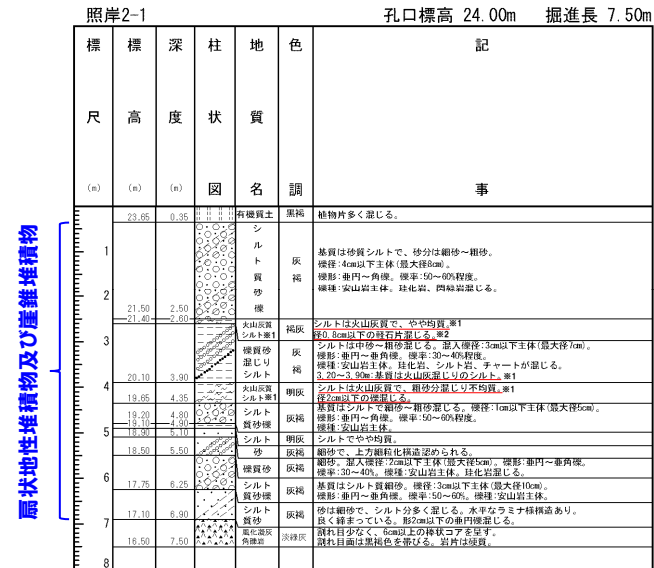 照岸2-1
孔口標高 24.00m 掘進長 7.50m
標尺(m)
標高(m)
深度(m)
柱状図
地質名
色調
記事
扇状地性堆積物及び崖錐堆積物
1
2
3
4
5
6
7
8
23.65 0.35 有機質土 黒褐 植物片多く混じる。
21.50 2.50 シルト質砂礫 灰褐
基質は砂質シルトで、砂分は細砂～粗砂。
礫径:4cm以下主体(最大径8cm)。
礫形:亜円～角礫。礫率:50～60%程度。
礫種:安山岩主体。珪化岩、閃緑岩混じる。
21.40 2.60
火山灰質シルト※1 褐灰
シルトは火山灰質で、やや均質。※1
径0.8cm以下の軽石片混じる。※2
20.10 3.90 礫質砂混じりシルト 灰褐
シルトは中砂～粗砂混じる。混入礫径:3cm以下主体(最大径7cm)。
礫形:亜円～亜角礫。礫率:30～40%程度。
礫種:安山岩主体。珪化岩、シルト岩、チャートが混じる。
3.20～3.90m:基質は火山灰混じりのシルト。※1
19.65 4.35 火山灰質シルト※1 明灰
シルトは火山灰質で、粗砂分混じり不均質。※1
径2cm以下の礫混じる。
19.20 4.80
19.10 4.90
シルト質砂礫 灰褐
基質はシルトで細砂～粗砂混じる。礫径:1cm以下主体(最大径5cm)。
礫形:亜円～亜角礫。礫率:50～60%程度。
礫種:安山岩主体。
18.90 5.10 シルト 明灰 シルトでやや均質。
18.50 5.50 砂 灰褐 細砂で、上方細粒化構造認められる。
礫質砂 灰褐
細砂。混入礫径:2cm以下主体(最大径5cm)。礫形:亜円～亜角礫。
礫率:30～40%程度。礫種:安山岩主体。珪化岩混じる。
17.75 6.25 シルト質砂礫 灰褐
基質はシルト質細砂。礫径:3cm以下主体(最大径10cm)。
礫形:亜円～亜角礫。礫率:50～60%。礫種:安山岩主体。
17.10 6.90 シルト質砂 灰褐
砂は細砂で、シルト分多く混じる。水平なラミナ様構造あり。
良く締まっている。形2cm以下の亜円礫混じる。
16.50 7.50 風化凝灰角礫岩 淡緑灰
割れ目少なく、6cm以上の棒状コアを呈す。
割れ目面は黒褐色を帯びる。岩片は硬質。